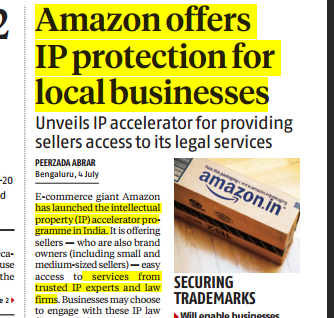 2
Amazon offers
IP protection for
local businesses
Unveils IP accelerator for providing
sellers access to its legal services
PEERZADA ABRAR
Bengaluru, 4 July
E-commerce giant Amazon
has launched the intellectual
property (IP) accelerator pro-
gramme in India. It is offering
sellers — who are also brand
owners (including small and
medium-sized sellers) — easy
access to services from
trusted IP experts and law
firms. Businesses may choose
to engage with these IP law
amazon.in
SECURING
TRADEMARKS
Will enable businesses
-20
d
eca-
use
the
e 2